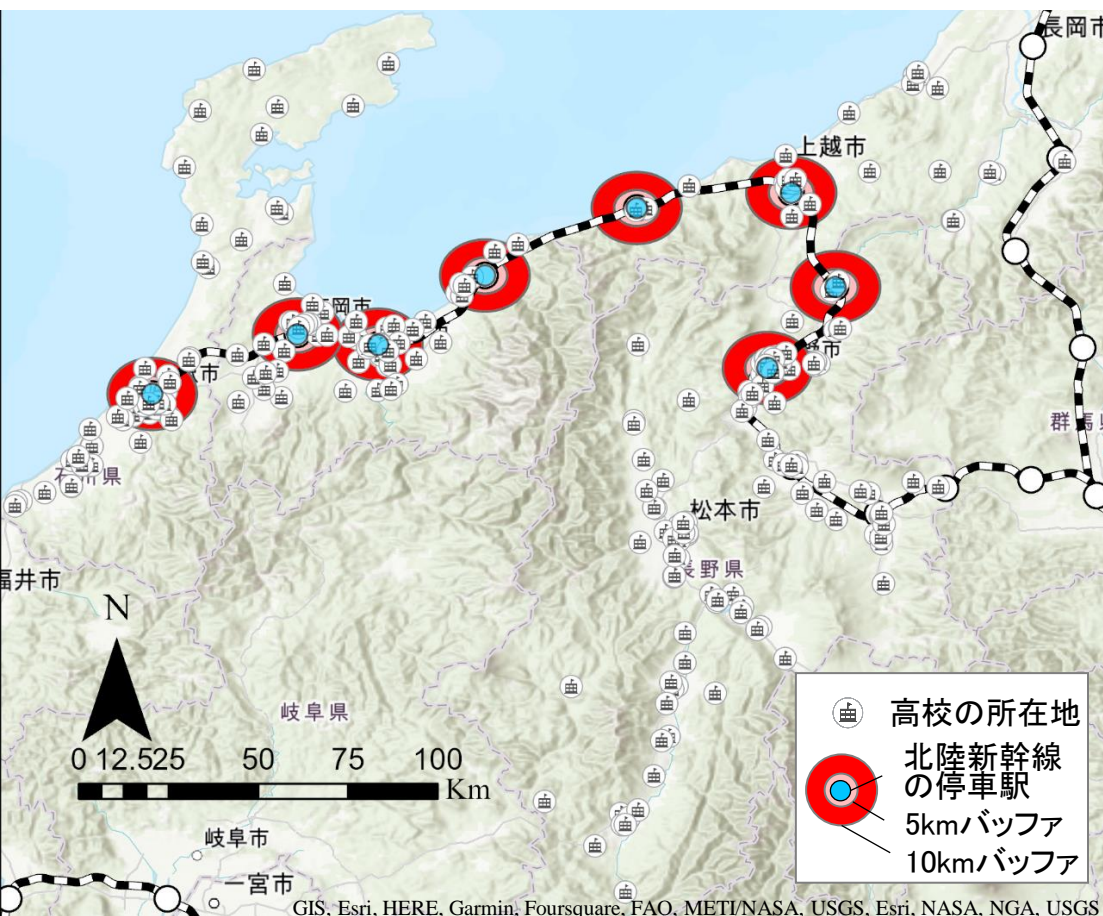 長岡市
上越市
岡市
市
野市
群馬県
石川県
松本市
福井市
長野県
N
岐阜県
0 12.525 50 75 100
Km
高校の所在地
北陸新幹線
の停車駅
5kmバッファ
10kmバッファ
岐阜市
一宮市
GIS, Esri, HERE, Garmin, Foursquare, FAO, METI/NASA, USGS, Esri, NASA, NGA, USGS